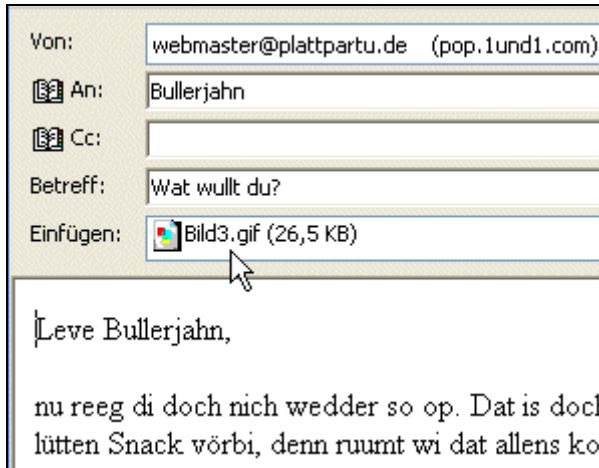 Von: webmaster@plattpartu.de (pop.1und1.com)
An: Bullerjahn
Cc:
Betreff: Wat wullt du?
Einfügen: Bild3.gif (26,5 KB)
Leve Bullerjahn,
nu reeg di doch nich wedder so op. Dat is doch
lütten Snack vörbi, denn ruumt wi dat allens ko